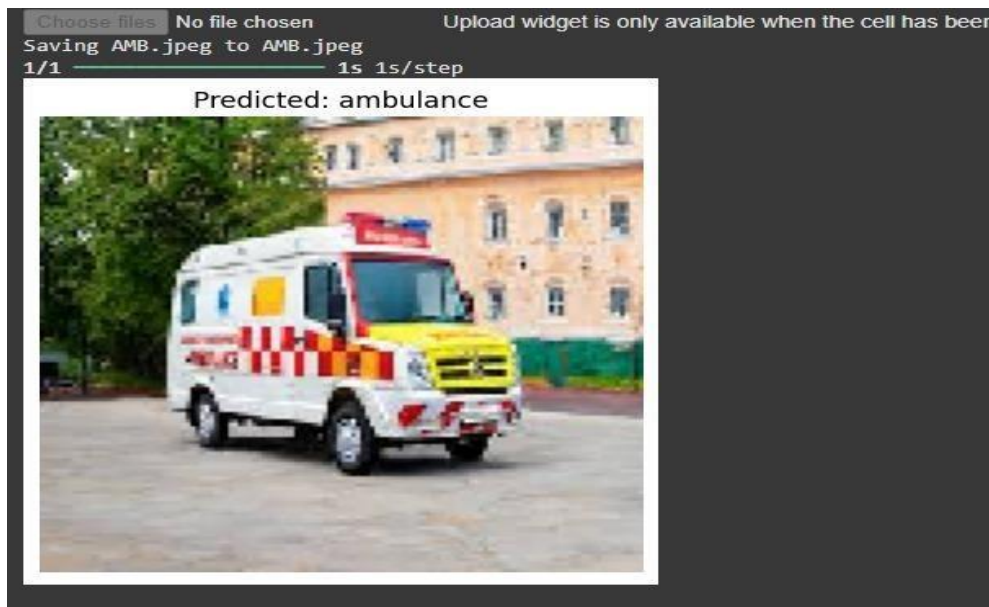 Choose files No file chosen Upload widget is only available when the cell has been
Saving AMB.jpeg to AMB.jpeg
1/1 1s 1s/step
Predicted: ambulance